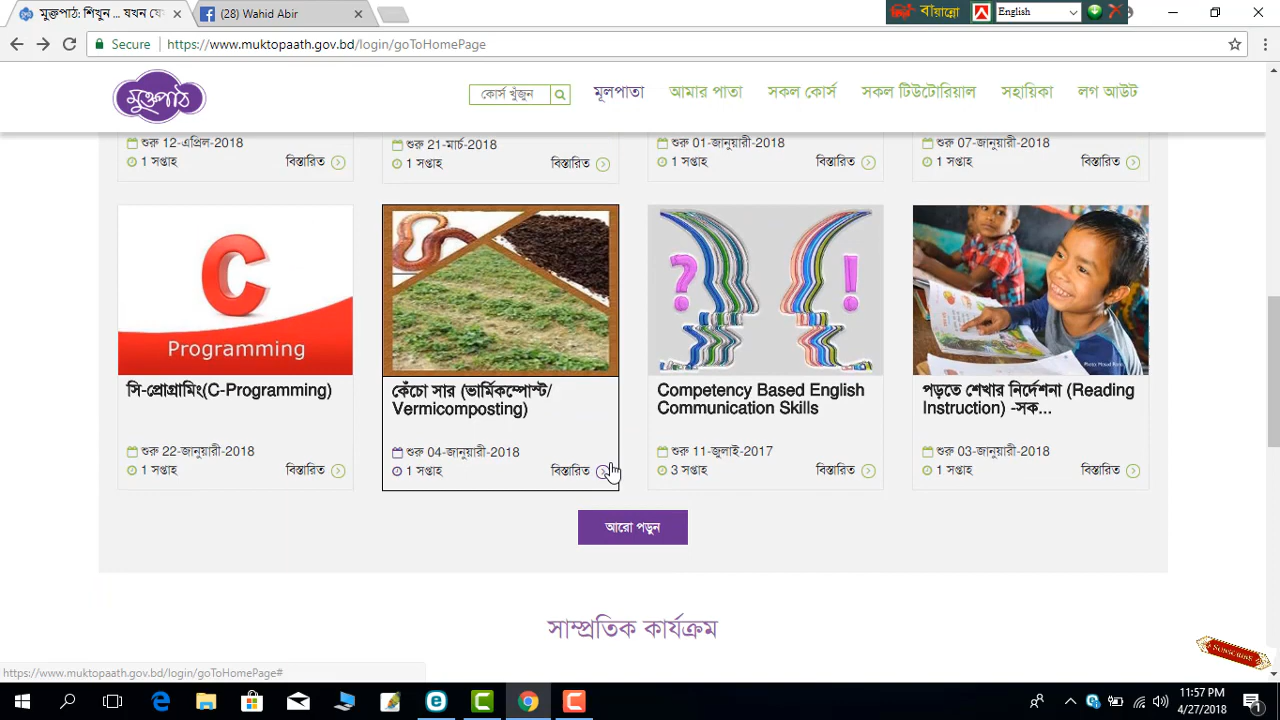 মুক্তপাঠ: শিখুন ... যখন যে
(28) Wahid Abir
বায়ান্নো
English
Secure
https://www.muktopaath.gov.bd/login/goToHomePage
মুক্তপাঠ
কোর্স খুঁজুন
মূলপাতা
আমার পাতা
সকল কোর্স
সকল টিউটোরিয়াল
সহায়িকা
লগ আউট
শুরু 12-এপ্রিল-2018
শুরু 21-মার্চ-2018
শুরু 01-জানুয়ারী-2018
শুরু 07-জানুয়ারী-2018
1 সপ্তাহ বিস্তারিত
1 সপ্তাহ বিস্তারিত
1 সপ্তাহ বিস্তারিত
1 সপ্তাহ বিস্তারিত
C
Programming
সি-প্রোগ্রামিং(C-Programming)
শুরু 22-জানুয়ারী-2018
1 সপ্তাহ বিস্তারিত
কেঁচো সার (ভার্মিকম্পোস্ট/
Vermicomposting)
শুরু 04-জানুয়ারী-2018
1 সপ্তাহ বিস্তারিত
? !
Competency Based English
Communication Skills
শুরু 11-জুলাই-2017
3 সপ্তাহ বিস্তারিত
পড়তে শেখার নির্দেশনা (Reading
Instruction) -সক...
শুরু 03-জানুয়ারী-2018
1 সপ্তাহ বিস্তারিত
আরো পড়ুন
সাম্প্রতিক কার্যক্রম
SUBSCRIBE
https://www.muktopaath.gov.bd/login/goToHomePage#
11:57 PM
4/27/2018